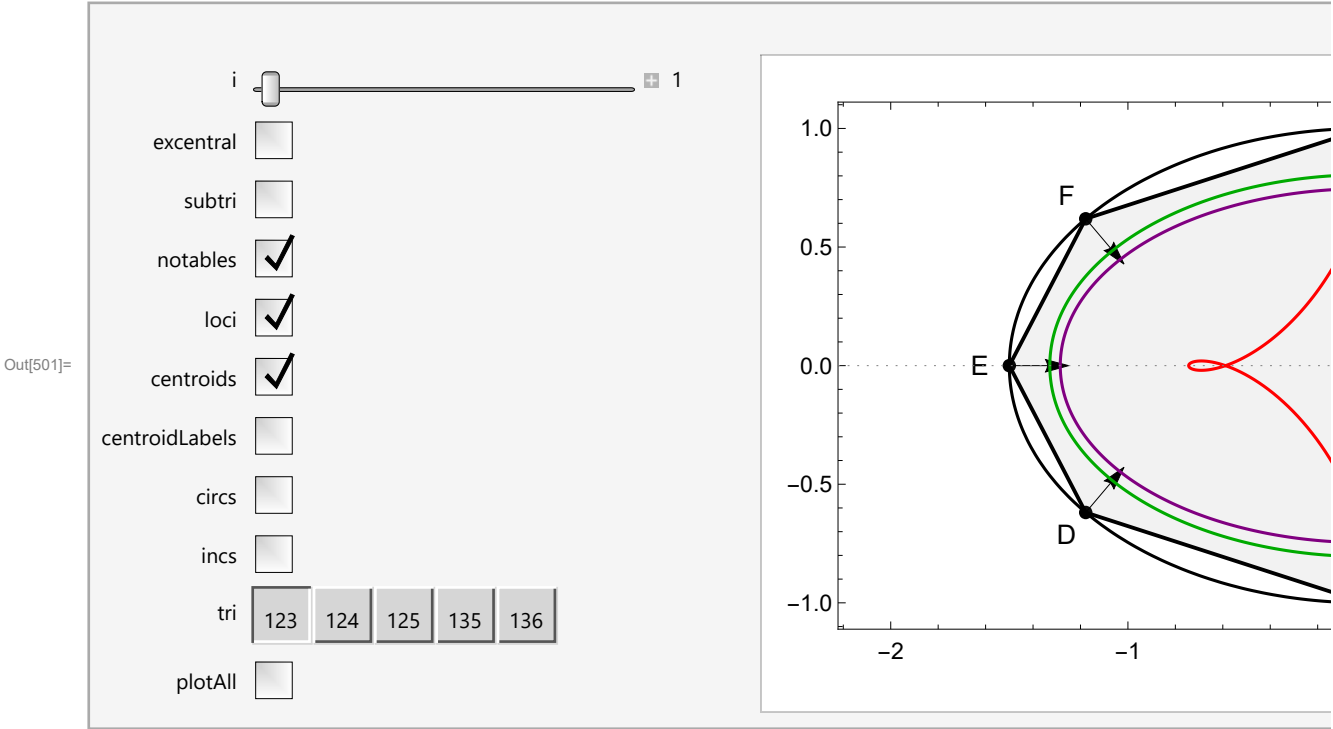 i
1
excentral
subtri
notables
loci
centroids
centroidLabels
circs
incs
tri
123 124 125 135 136
plotAll
Out[501]=
1.0
0.5
0.0
−0.5
−1.0
−2
−1
F
E
D